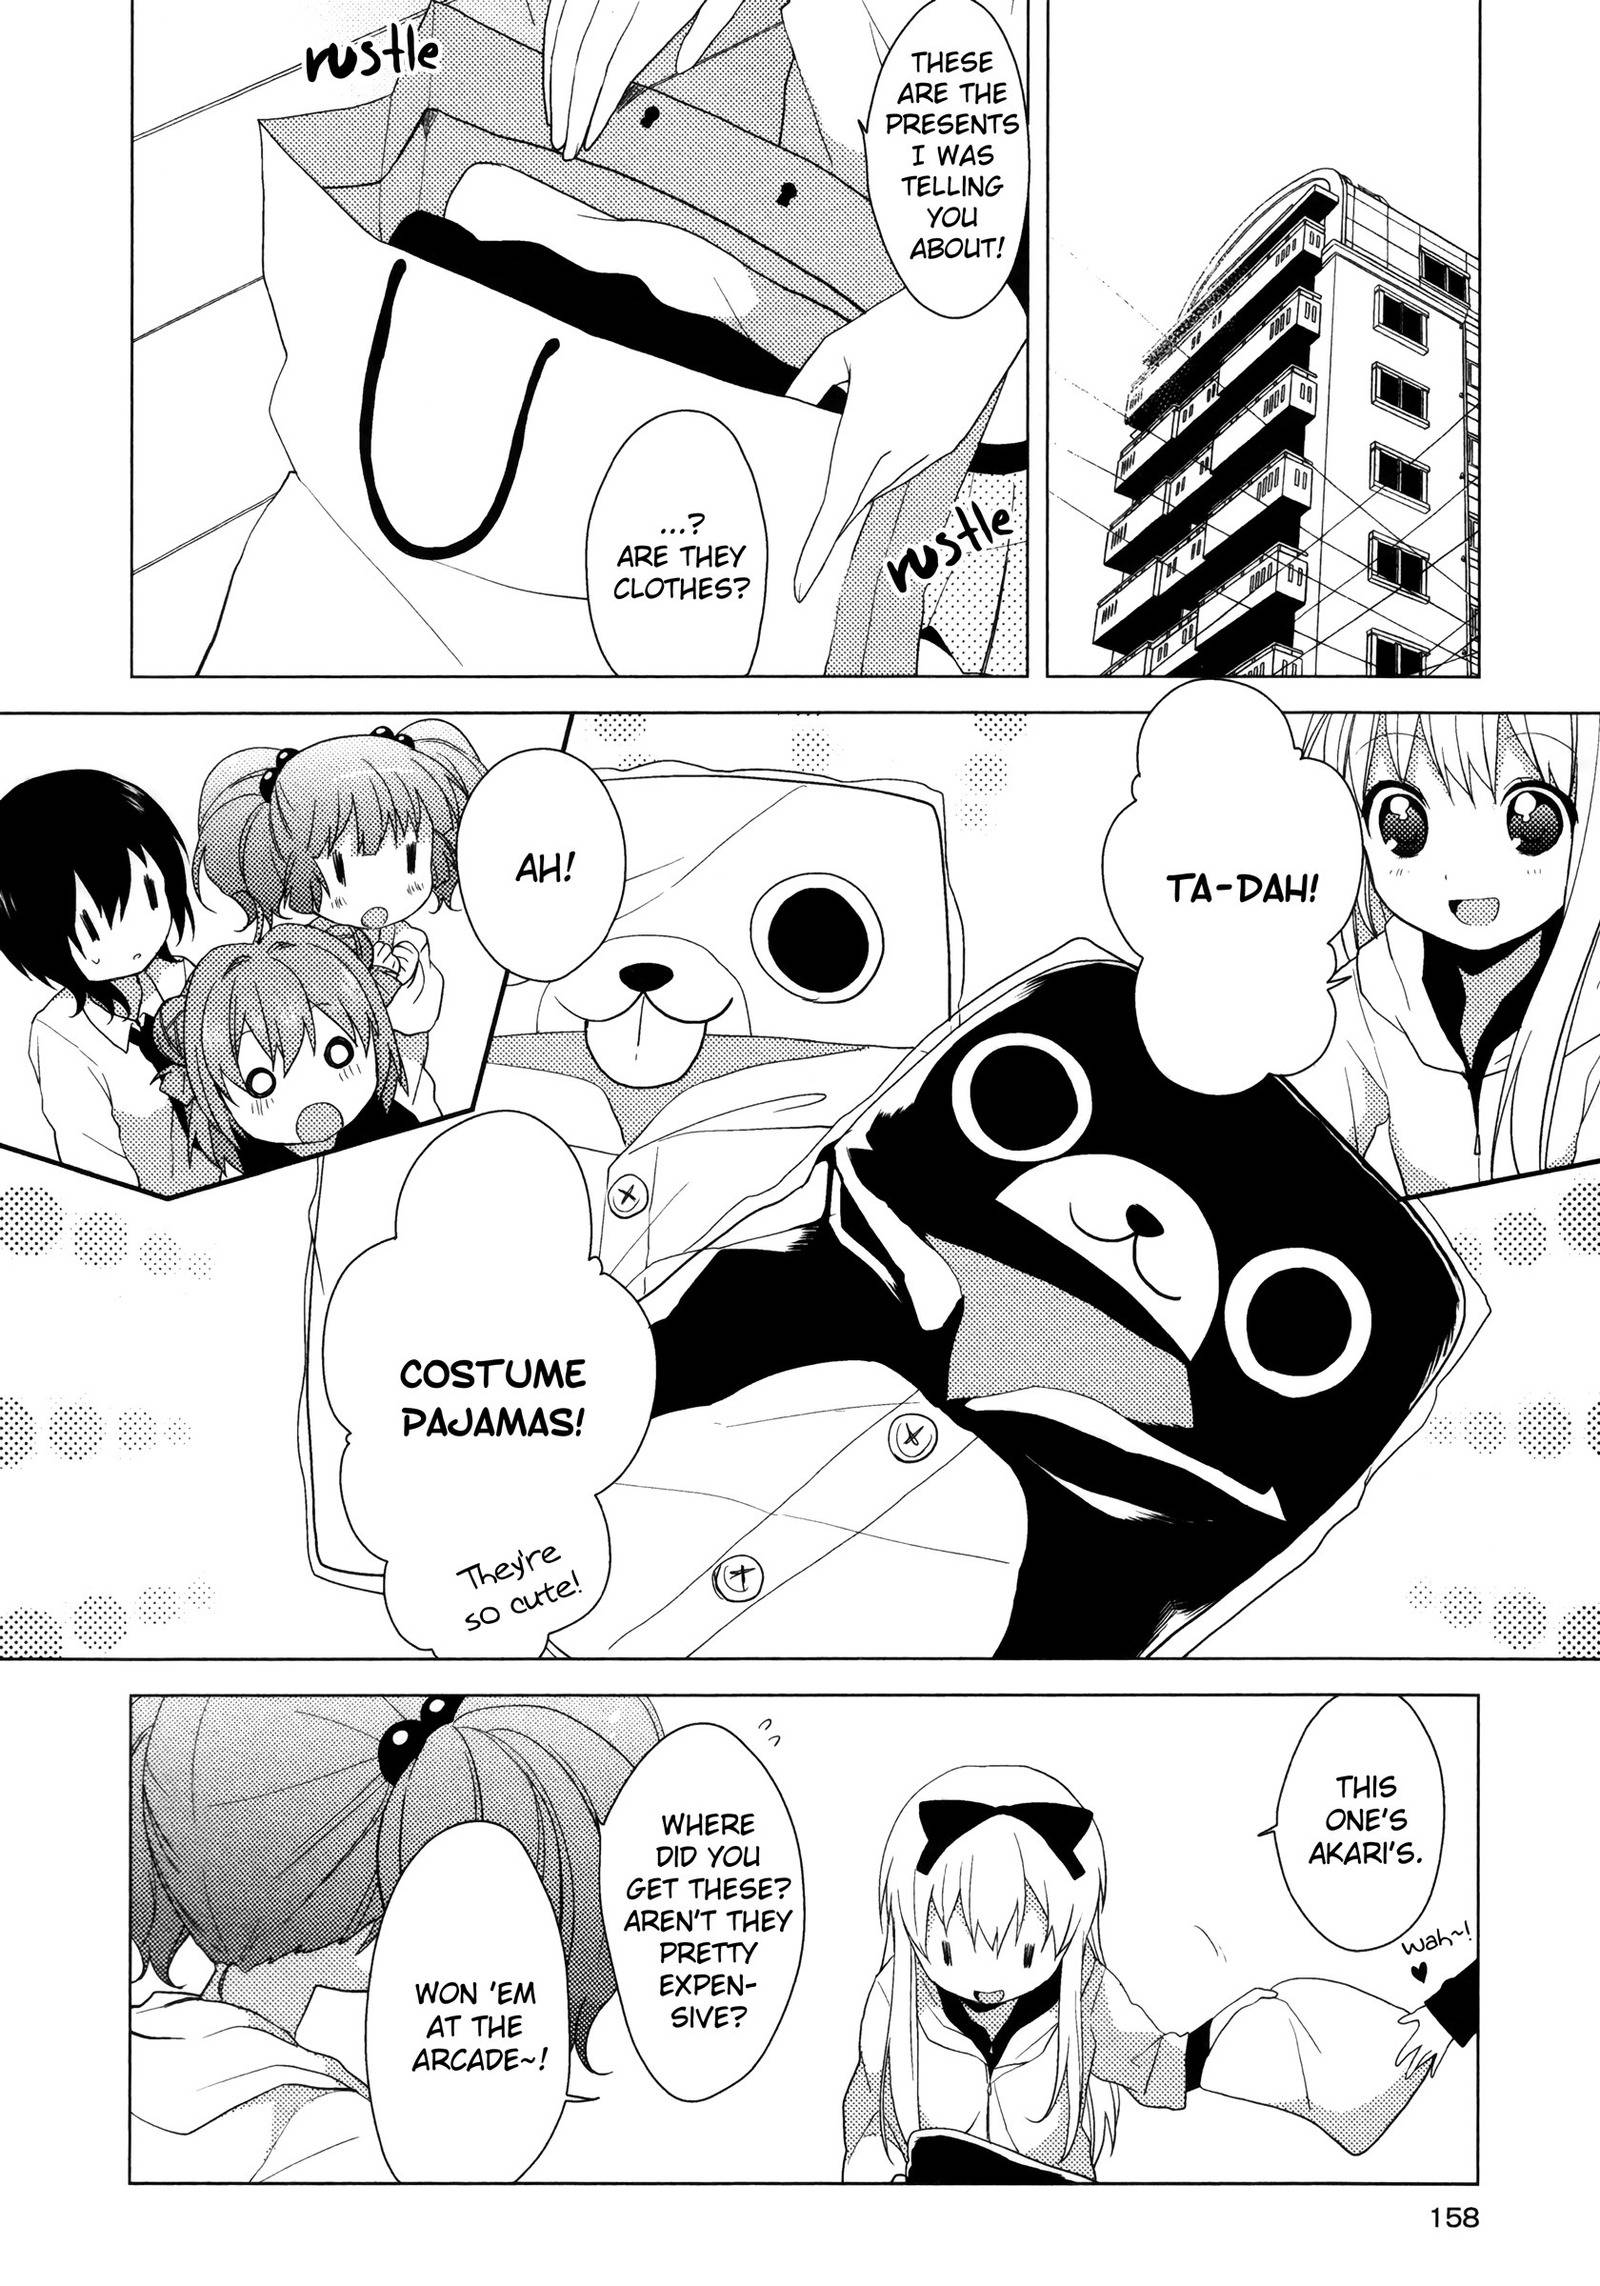 THESE
ARE THE
PRESENTS
I WAS
TELLING
YOU
ABOUT!
rustle
rustle
...?
ARE THEY
CLOTHES?
TA-DAH!
AH!
COSTUME
PAJAMAS!
They're
so cute!
THIS
ONE'S
AKARI'S.
wah~!
WHERE
DID YOU
GET THESE?
AREN'T THEY
PRETTY
EXPEN-
SIVE?
WON 'EM
AT THE
ARCADE~!
158